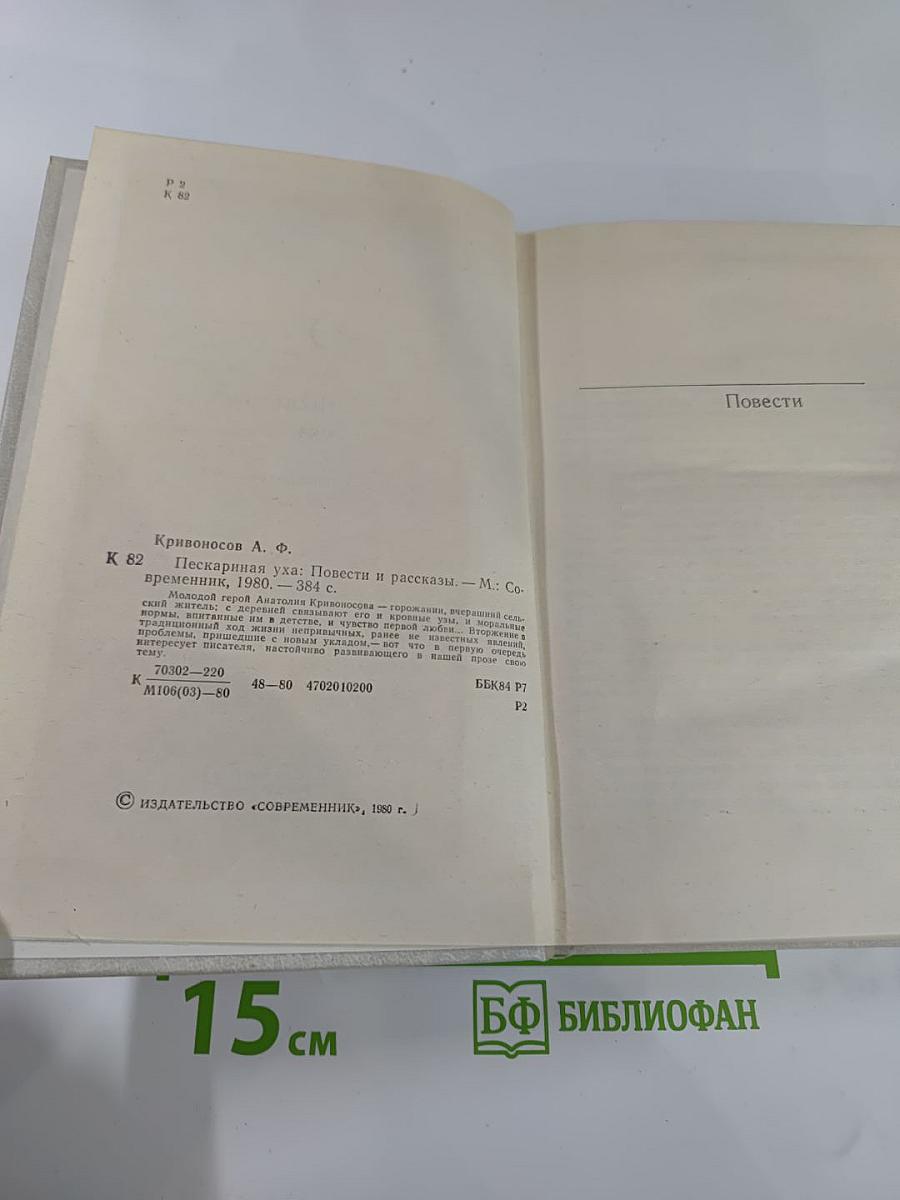 Р 2
К 82
Кривоносов А. Ф.
К 82 Пескариная уха: Повести и рассказы. — М.: Со-
временник, 1980. — 384 с.
Молодой герой Анатолия Кривоносова — горожанин, вчерашний сель-
ский житель; с деревней связывают его и кровные узы, и моральные
нормы, впитанные им в детстве, и чувство первой любви... Вторжение в
традиционный ход жизни непривычных, ранее не известных явлений,
проблемы, пришедшие с новым укладом, — вот что в первую очередь
интересует писателя, настойчиво развивающего в нашей прозе свою
тему.
К 70302—220
М106(03)—80 48—80 4702010200
ББК84 Р7
Р2
© ИЗДАТЕЛЬСТВО «СОВРЕМЕННИК», 1980 г.
Повести
15 см
БФ БИБЛИОФАН